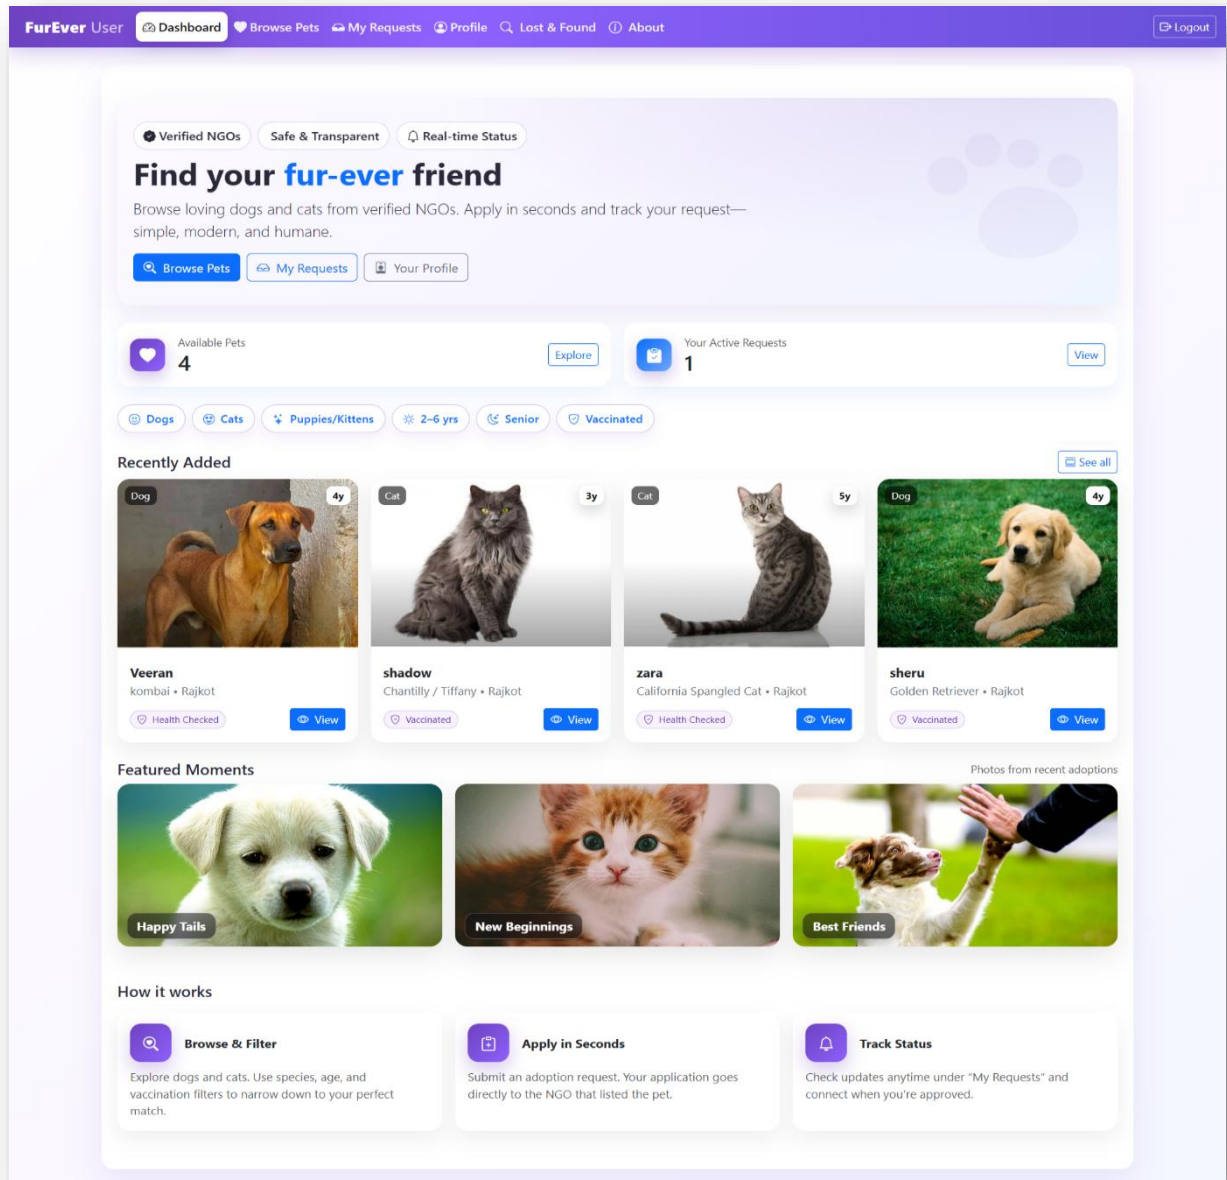 FurEver User Dashboard Browse Pets My Requests Profile Lost & Found About Logout
Verified NGOs Safe & Transparent Real-time Status
Find your fur-ever friend
Browse loving dogs and cats from verified NGOs. Apply in seconds and track your request—
simple, modern, and humane.
Browse Pets My Requests Your Profile
Available Pets
4
Explore
Your Active Requests
1
View
Dogs Cats Puppies/Kittens 2–6 yrs Senior Vaccinated
Recently Added See all
Dog 4y
Veeran
kombai • Rajkot
Health Checked View
Cat 3y
shadow
Chantilly / Tiffany • Rajkot
Vaccinated View
Cat 5y
zara
California Spangled Cat • Rajkot
Health Checked View
Dog 4y
sheru
Golden Retriever • Rajkot
Vaccinated View
Featured Moments Photos from recent adoptions
Happy Tails
New Beginnings
Best Friends
How it works
Browse & Filter
Explore dogs and cats. Use species, age, and
vaccination filters to narrow down to your perfect
match.
Apply in Seconds
Submit an adoption request. Your application goes
directly to the NGO that listed the pet.
Track Status
Check updates anytime under “My Requests” and
connect when you're approved.